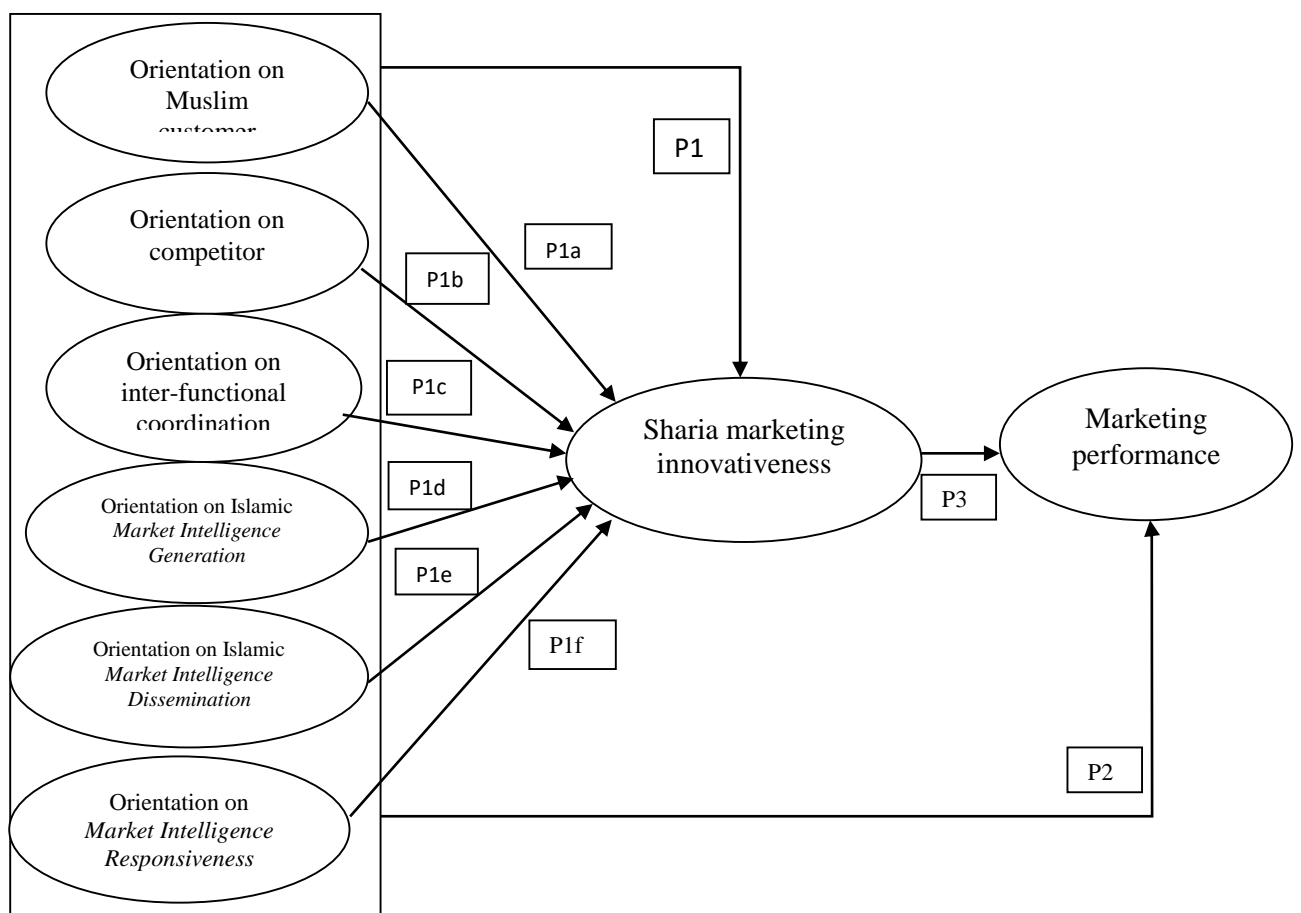 Orientation on
Muslim
customer
P1
Orientation on
competitor
P1a
P1b
Orientation on
inter-functional
coordination
P1c
Sharia marketing
innovativeness
Marketing
performance
P3
Orientation on Islamic
Market Intelligence
Generation
P1d
P1e
Orientation on Islamic
Market Intelligence
Dissemination
P1f
P2
Orientation on
Market Intelligence
Responsiveness